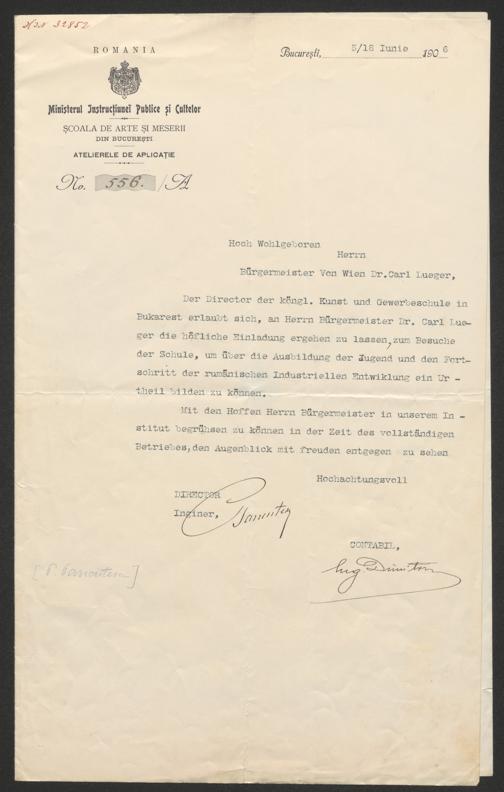 HIN 32852
ROMANIA
București, 5/18 Iunie 1906
Ministerul Instrucțiuneĭ Publice și Cultelor
ȘCOALA DE ARTE ȘI MESERII
DIN BUCUREȘTI
ATELIERELE DE APLICAȚIE
No. 556. /A
Hoch Wohlgeboren
Herrn
Bürgermeister Von Wien Dr.Carl Lueger,
Der Director der köngl. Kunst und Gewerbeschule in
Bukarest erlaubt sich, an Herrn Bürgermeister Dr. Carl Lue-
ger die höfliche Einladung ergehen zu lassen, zum Besuche
der Schule, um über die Ausbildung der Jugend und den Fort-
schritt der rumänischen Industriellen Entwiklung ein Ur -
theil bilden zu können.
Mit den Hoffen Herrn Bürgermeister in unserem In -
stitut begrühsen zu können in der Zeit des vollständigen
Betriebes,den Augenblick mit freuden entgegen zu sehen
Hochachtungsvoll
DIRECTOR
Inginer,
CONTABIL,